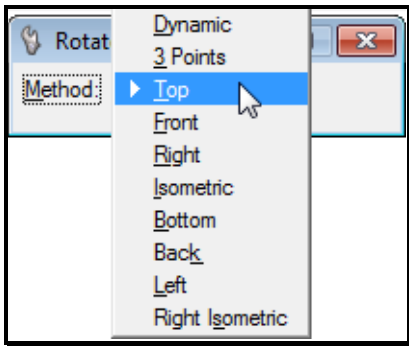 Dynamic
Rotat
3 Points
Method:
Top
Front
Right
Isometric
Bottom
Back
Left
Right Isometric